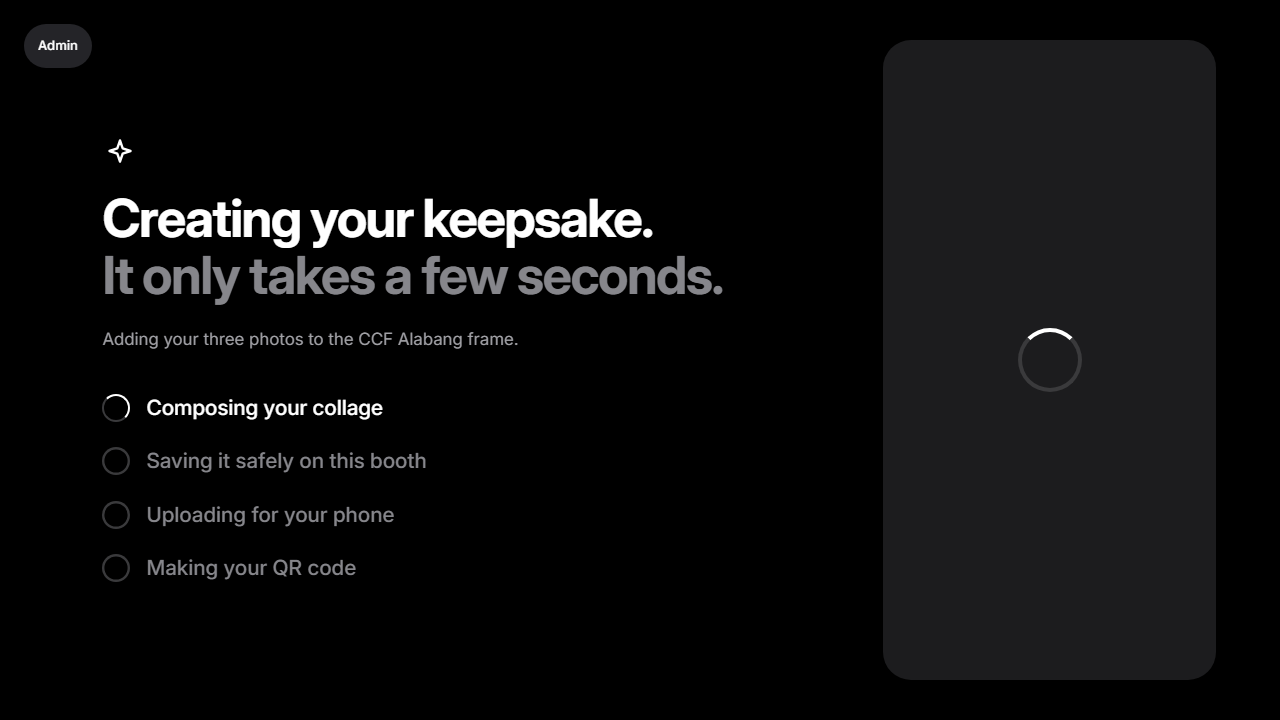 Admin
Creating your keepsake.
It only takes a few seconds.
Adding your three photos to the CCF Alabang frame.
Composing your collage
Saving it safely on this booth
Uploading for your phone
Making your QR code